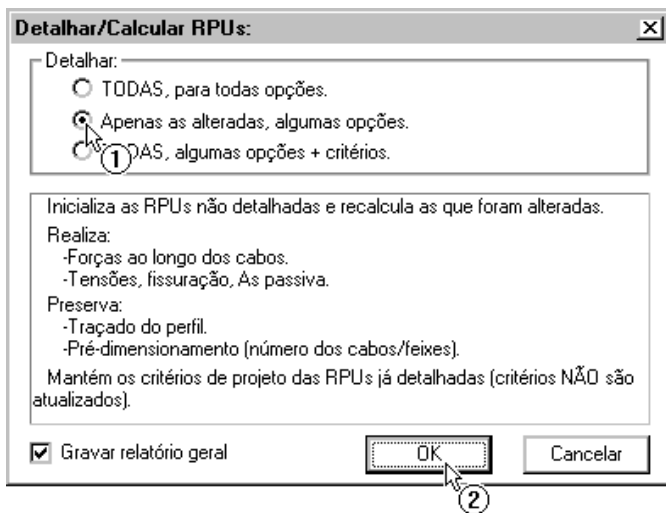 Detalhar/Calcular RPUs:
Detalhar:
TODAS, para todas opções.
Apenas as alteradas, algumas opções.
DAS, algumas opções + critérios.
1
Inicializa as RPUs não detalhadas e recalcula as que foram alteradas.
Realiza:
-Forças ao longo dos cabos.
-Tensões, fissuração, As passiva.
Preserva:
-Traçado do perfil.
-Pré-dimensionamento (número dos cabos/feixes).
Mantém os critérios de projeto das RPUs já detalhadas (critérios NÃO são
atualizados).
Gravar relatório geral
OK
Cancelar
2